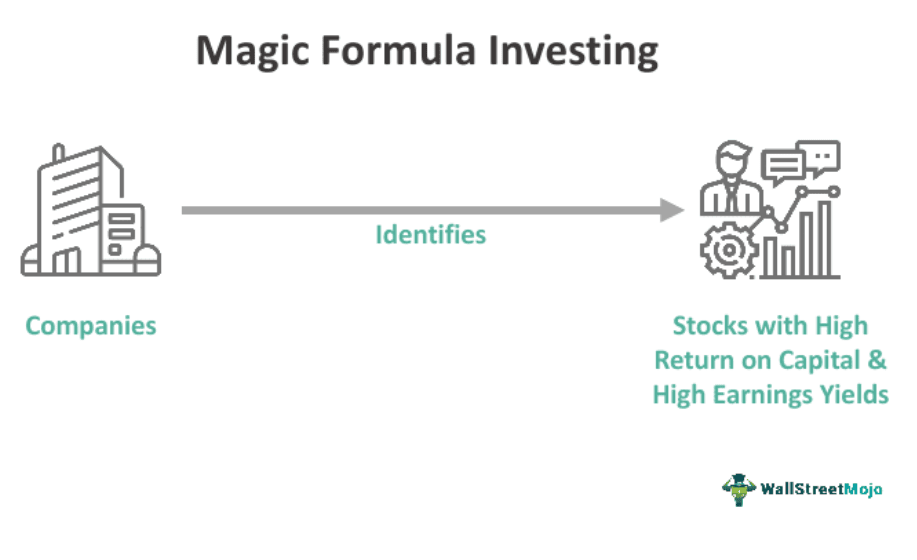 Magic Formula Investing
Identifies
Companies
Stocks with High
Return on Capital &
High Earnings Yields
WallStreetMojo